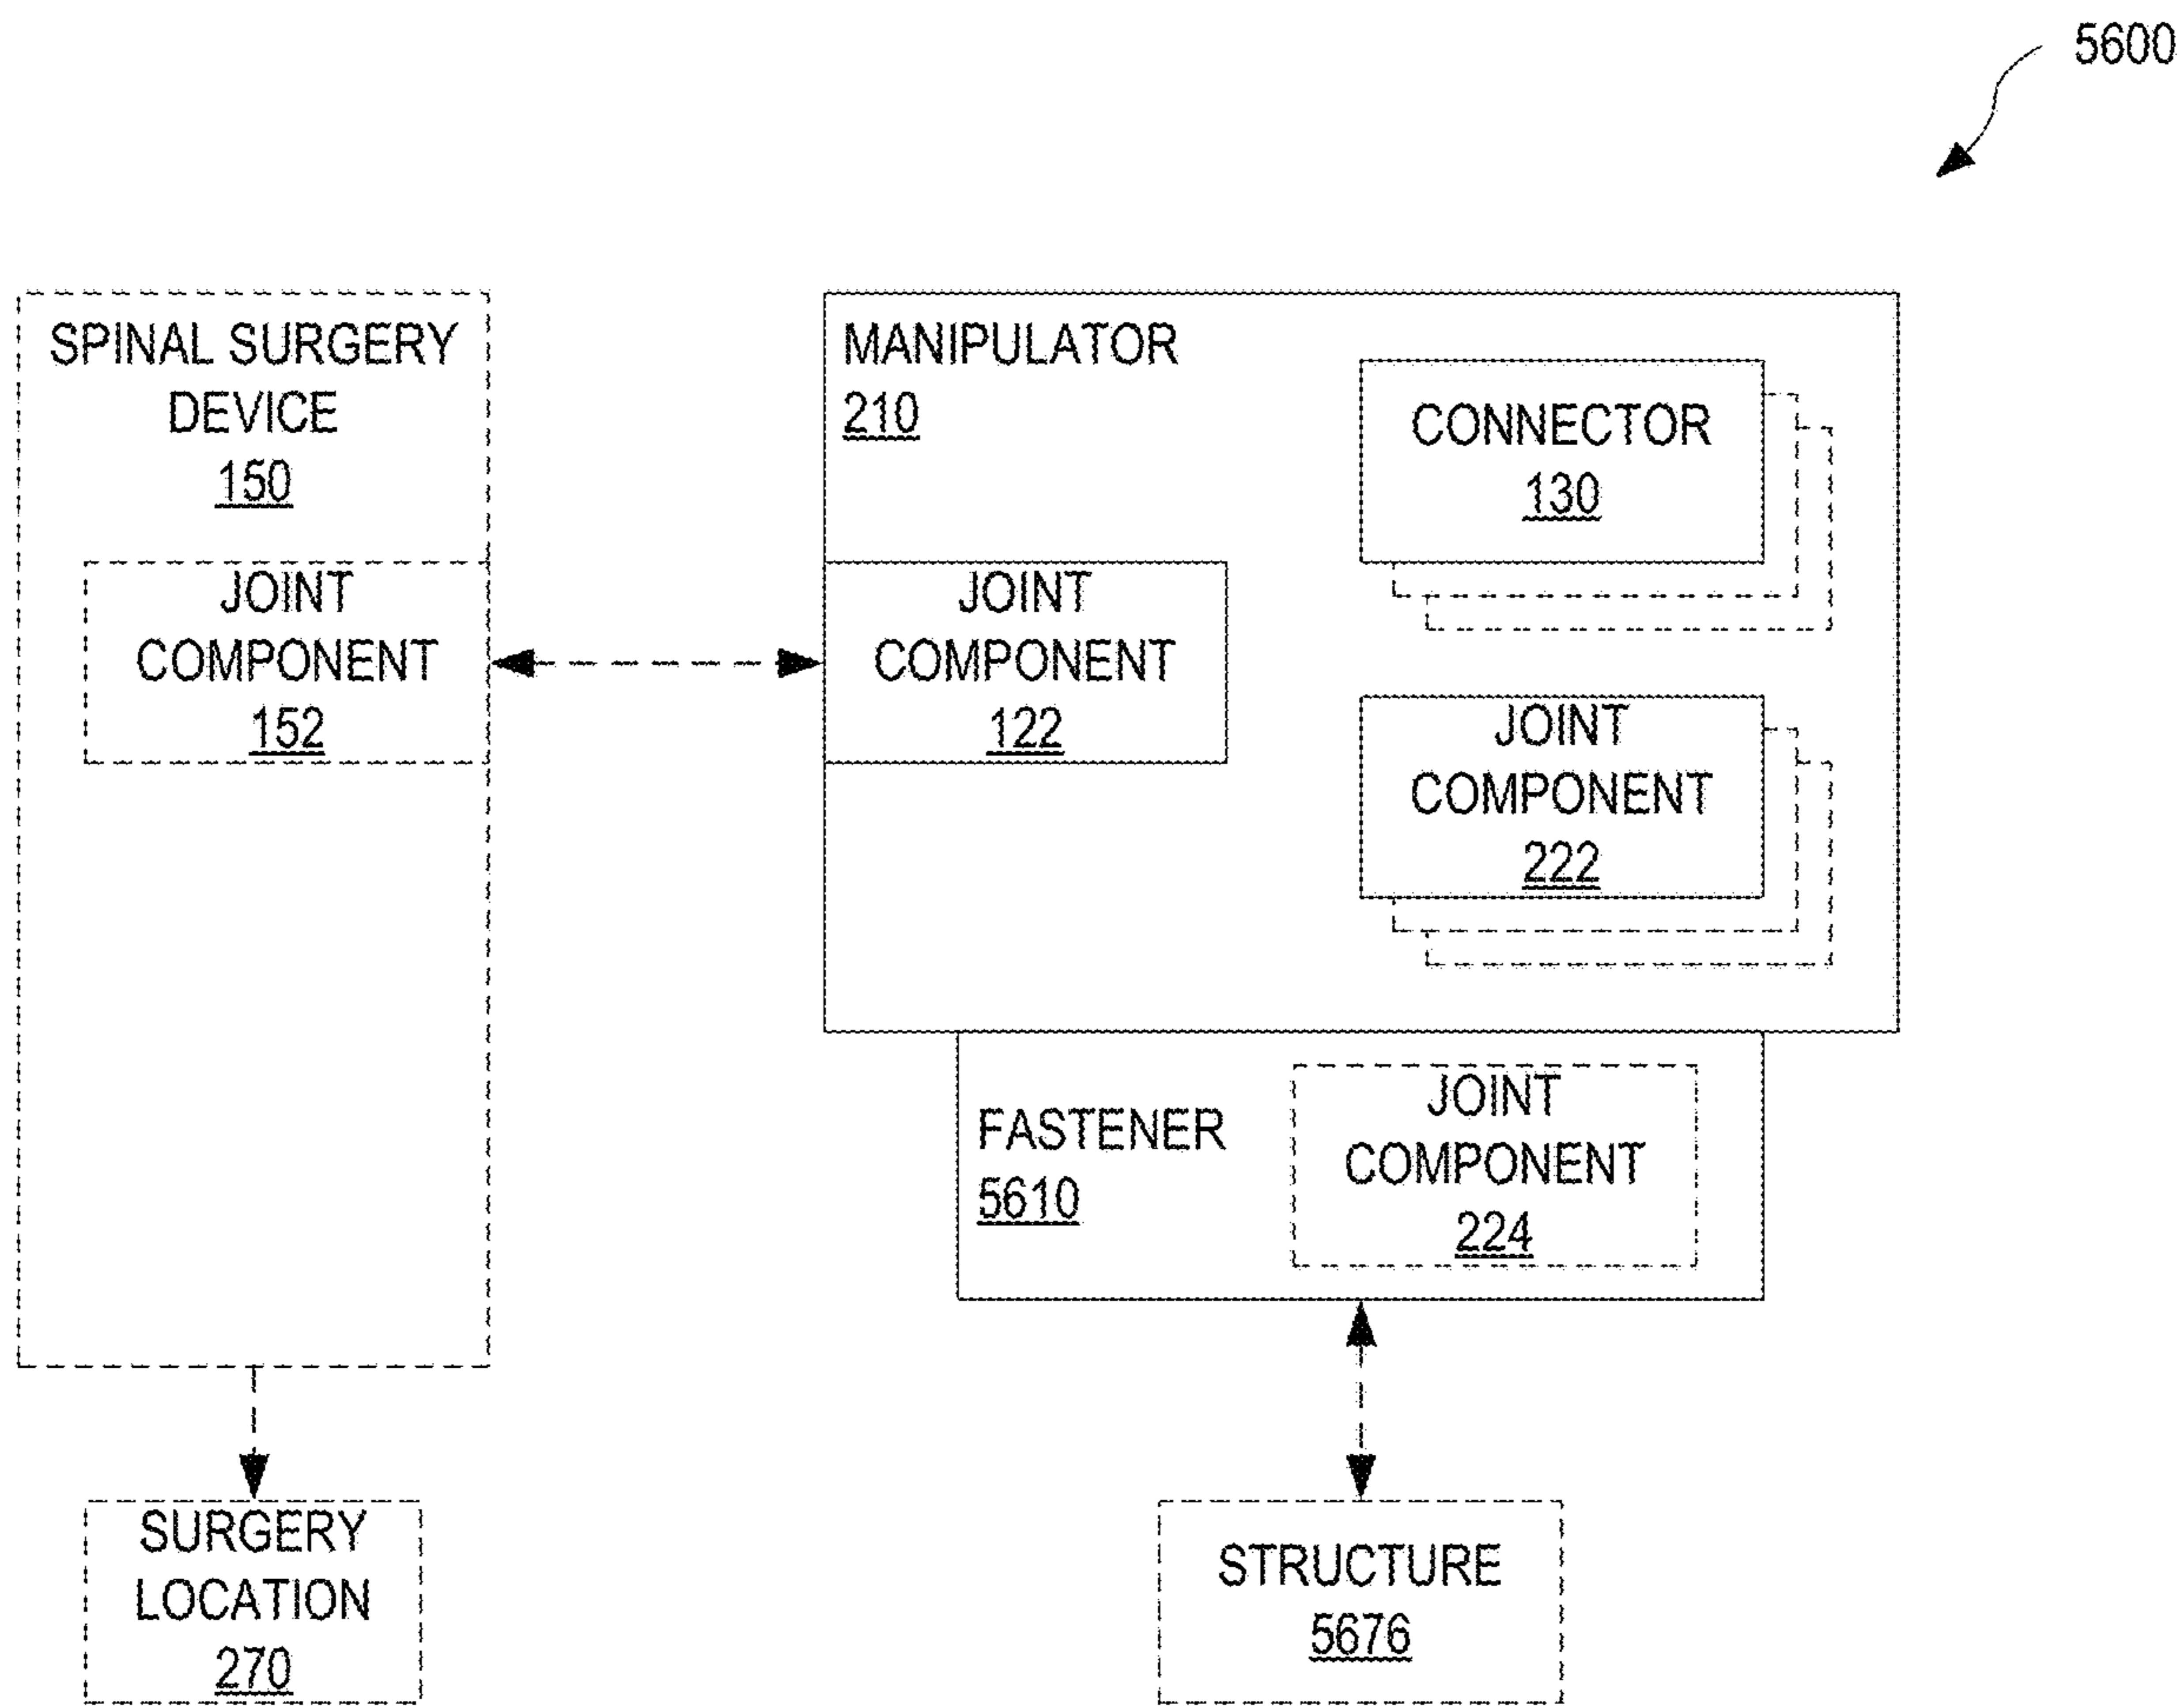 5600
SPINAL SURGERY
DEVICE
150
JOINT
COMPONENT
152
MANIPULATOR
210
CONNECTOR
130
JOINT
COMPONENT
122
JOINT
COMPONENT
222
FASTENER
5610
JOINT
COMPONENT
224
SURGERY
LOCATION
270
STRUCTURE
5676